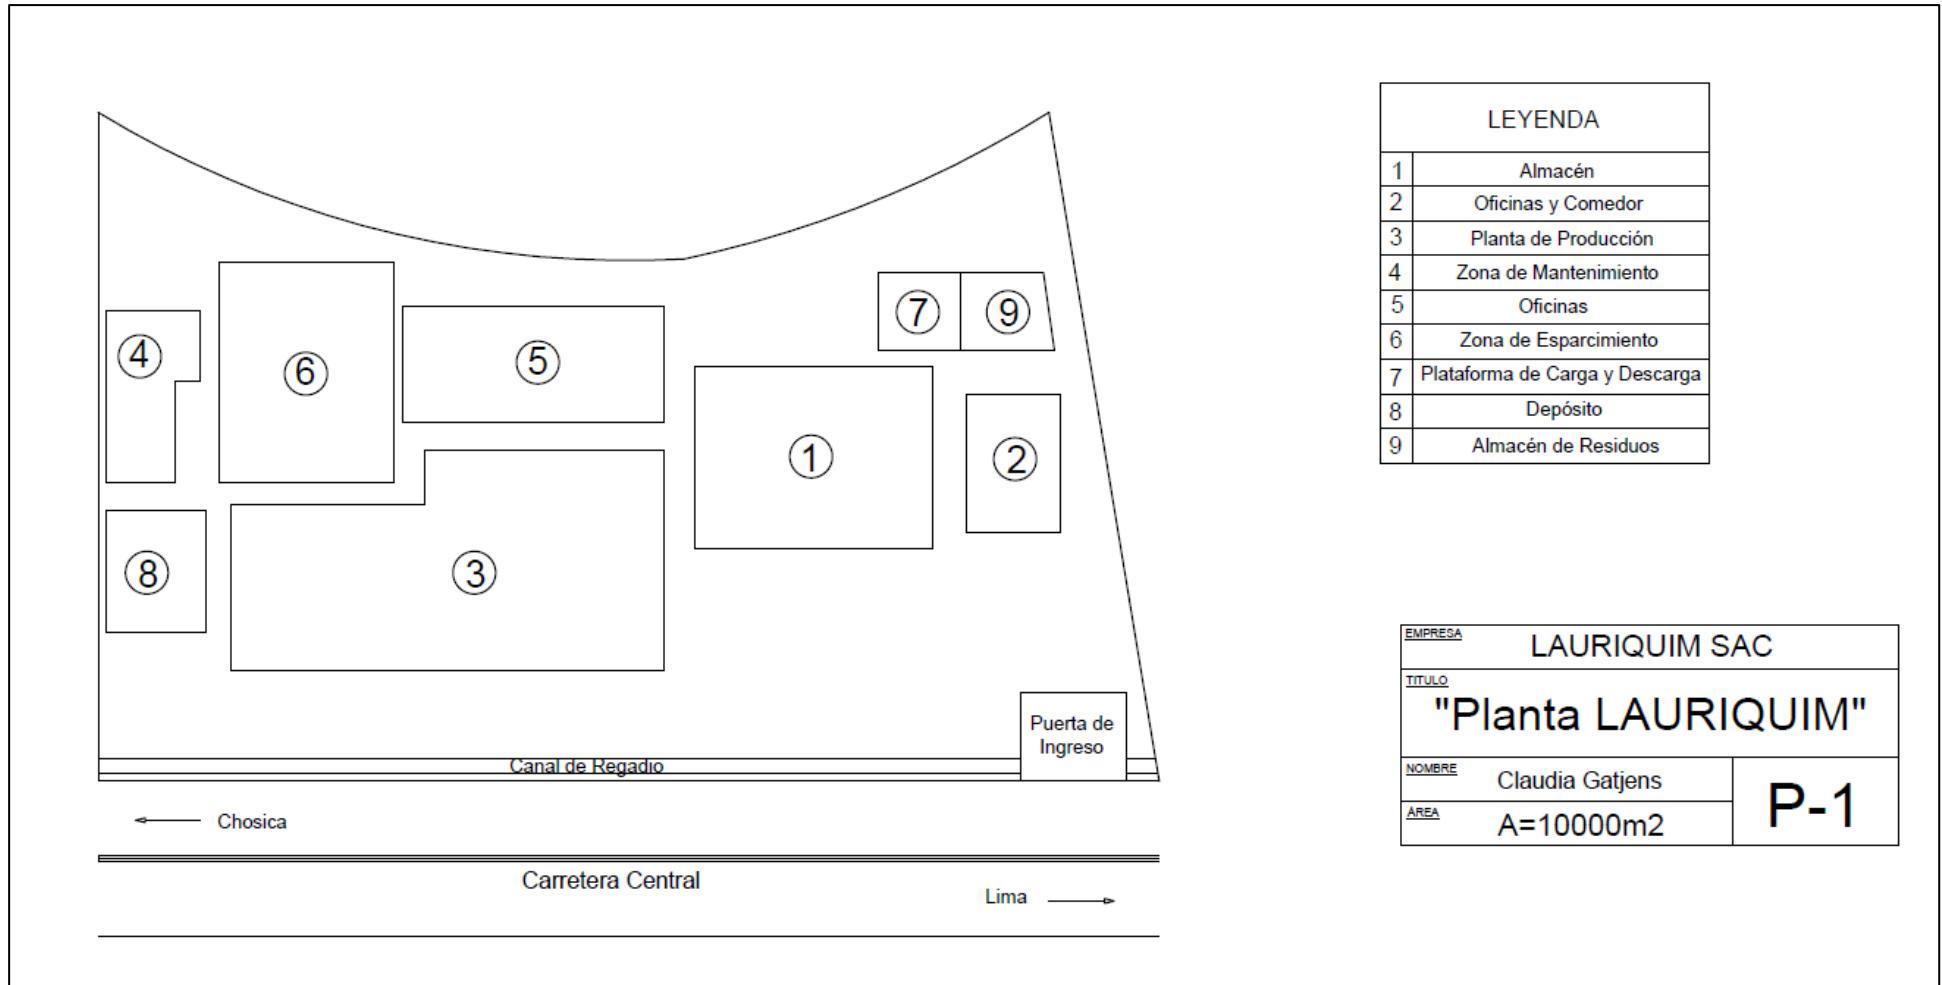 LEYENDA
1 Almacén
2 Oficinas y Comedor
3 Planta de Producción
4 Zona de Mantenimiento
5 Oficinas
6 Zona de Esparcimiento
7 Plataforma de Carga y Descarga
8 Depósito
9 Almacén de Residuos
7
9
4
6
5
1
2
8
3
Puerta de
Ingreso
Canal de Regadio
Chosica
Carretera Central
Lima
EMPRESA
LAURIQUIM SAC
TITULO
"Planta LAURIQUIM"
NOMBRE
Claudia Gatjens
AREA
A=10000m2
P-1